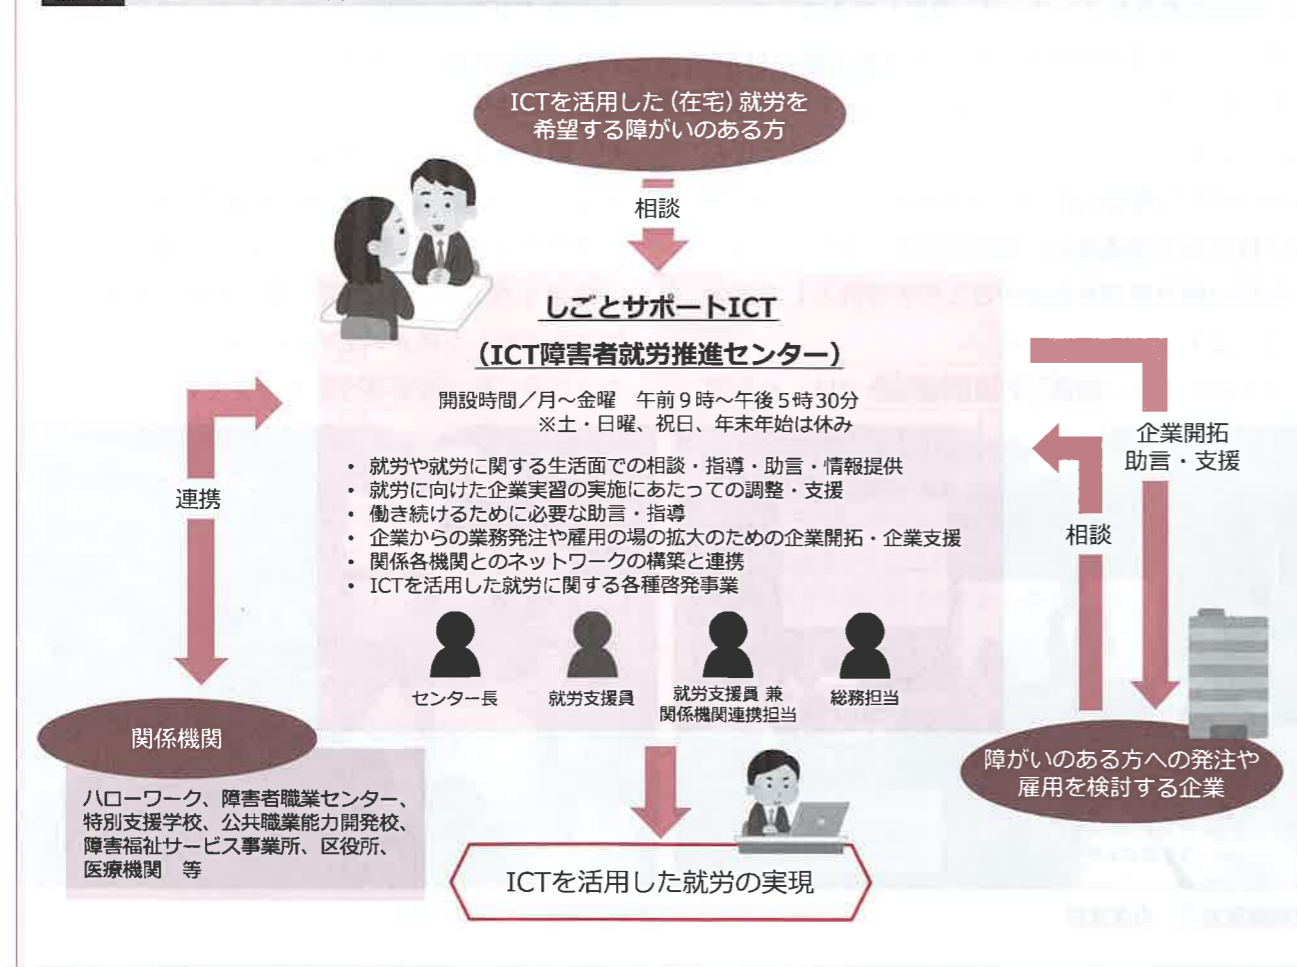 ICTを活用した（在宅）就労を
希望する障がいのある方
相談
しごとサポートICT
（ICT障害者就労推進センター）
開設時間／月～金曜　午前９時～午後５時30分
※土・日曜、祝日、年末年始は休み
・ 就労や就労に関する生活面での相談・指導・助言・情報提供
・ 就労に向けた企業実習の実施にあたっての調整・支援
・ 働き続けるために必要な助言・指導
・ 企業からの業務発注や雇用の場の拡大のための企業開拓・企業支援
・ 関係各機関とのネットワークの構築と連携
・ ICTを活用した就労に関する各種啓発事業
センター長
就労支援員
就労支援員 兼
関係機関連携担当
総務担当
連携
関係機関
ハローワーク、障害者職業センター、
特別支援学校、公共職業能力開発校、
障害福祉サービス事業所、区役所、
医療機関　等
企業開拓
助言・支援
相談
障がいのある方への発注や
雇用を検討する企業
ICTを活用した就労の実現